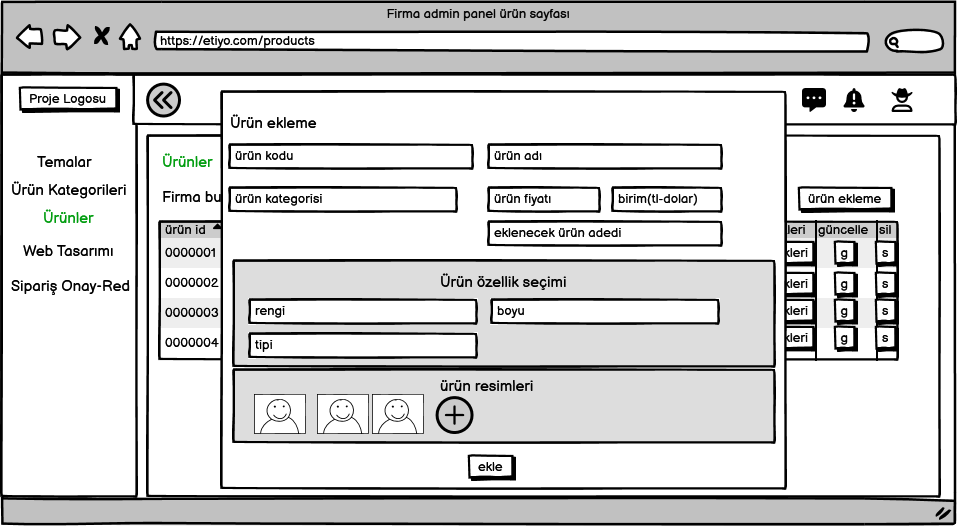 Firma admin panel ürün sayfası
https://etiyo.com/products
Proje Logosu
Temalar
Ürün Kategorileri
Ürünler
Web Tasarımı
Sipariş Onay-Red
Ürünler
Firma bu
ürün ekleme
ürün id
leri güncelle sil
0000001
kleri g s
0000002
kleri g s
0000003
kleri g s
0000004
kleri g s
Ürün ekleme
ürün kodu
ürün adı
ürün kategorisi
ürün fiyatı
birim(tl-dolar)
eklenecek ürün adedi
Ürün özellik seçimi
rengi
boyu
tipi
ürün resimleri
ekle